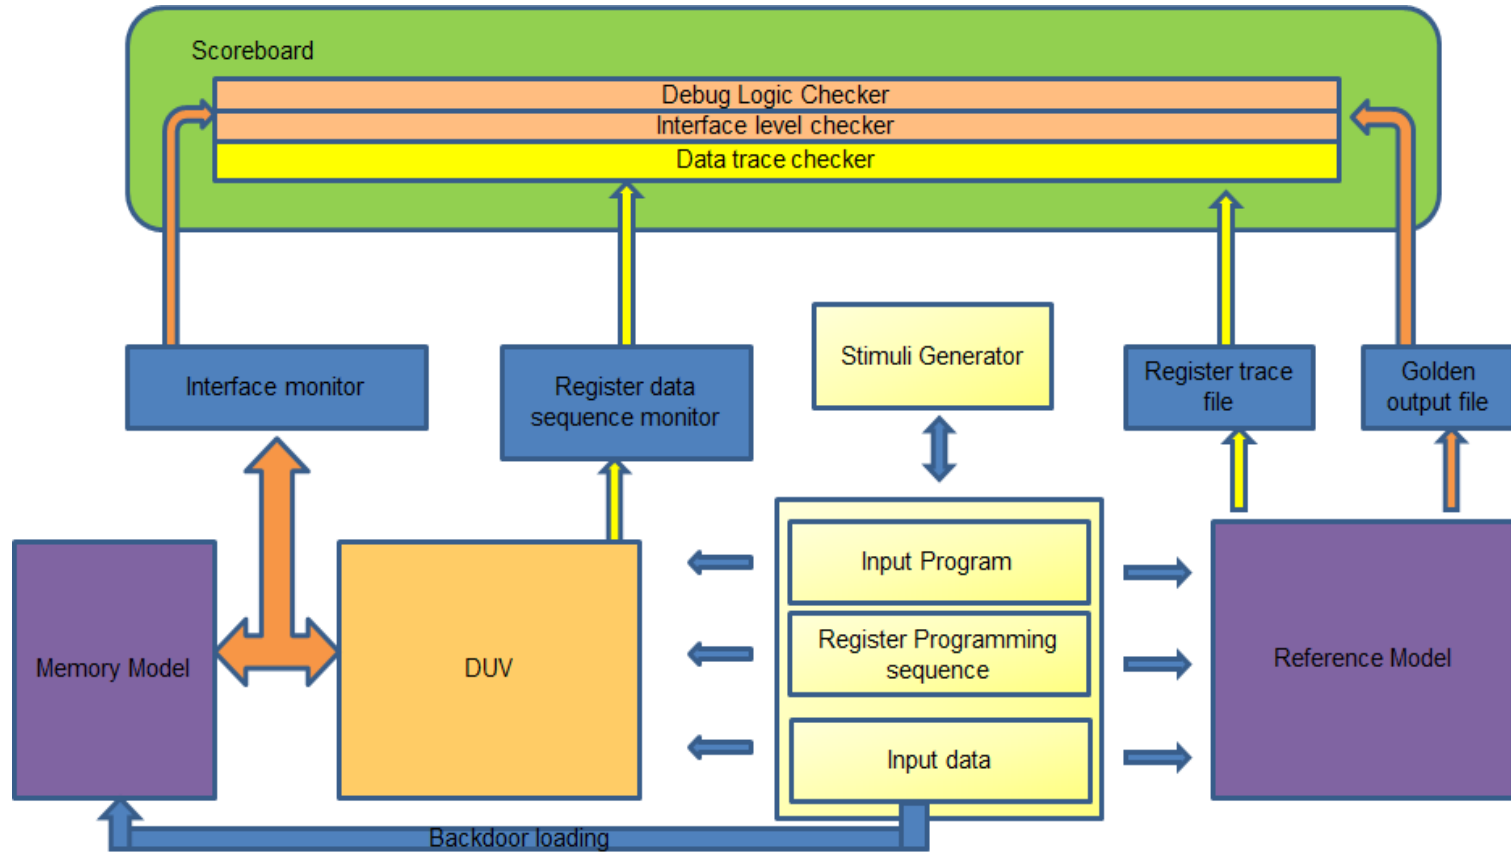 Scoreboard
Debug Logic Checker
Interface level checker
Data trace checker
Interface monitor
Register data
sequence monitor
Stimuli Generator
Register trace
file
Golden
output file
Memory Model
DUV
Input Program
Register Programming
sequence
Input data
Reference Model
Backdoor loading